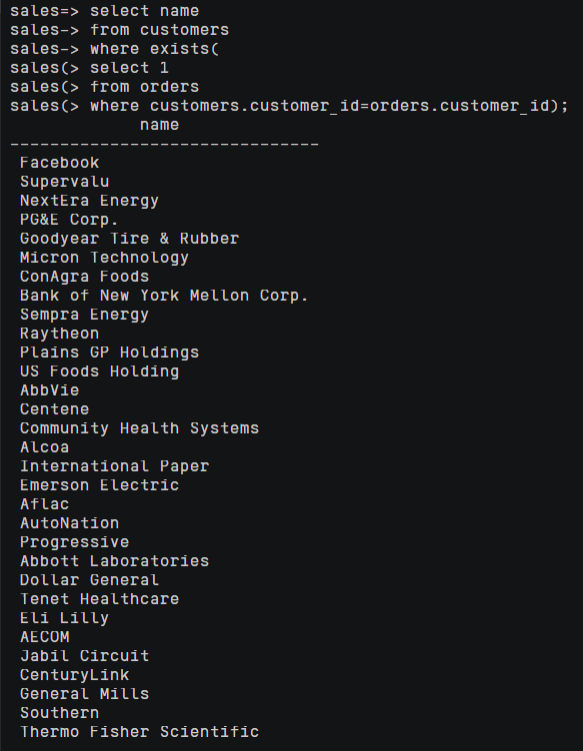 sales=> select name
sales-> from customers
sales-> where exists(
sales(> select 1
sales(> from orders
sales(> where customers.customer_id=orders.customer_id);
name
-------------------------------
Facebook
Supervalu
NextEra Energy
PG&E Corp.
Goodyear Tire & Rubber
Micron Technology
ConAgra Foods
Bank of New York Mellon Corp.
Sempra Energy
Raytheon
Plains GP Holdings
US Foods Holding
AbbVie
Centene
Community Health Systems
Alcoa
International Paper
Emerson Electric
Aflac
AutoNation
Progressive
Abbott Laboratories
Dollar General
Tenet Healthcare
Eli Lilly
AECOM
Jabil Circuit
CenturyLink
General Mills
Southern
Thermo Fisher Scientific